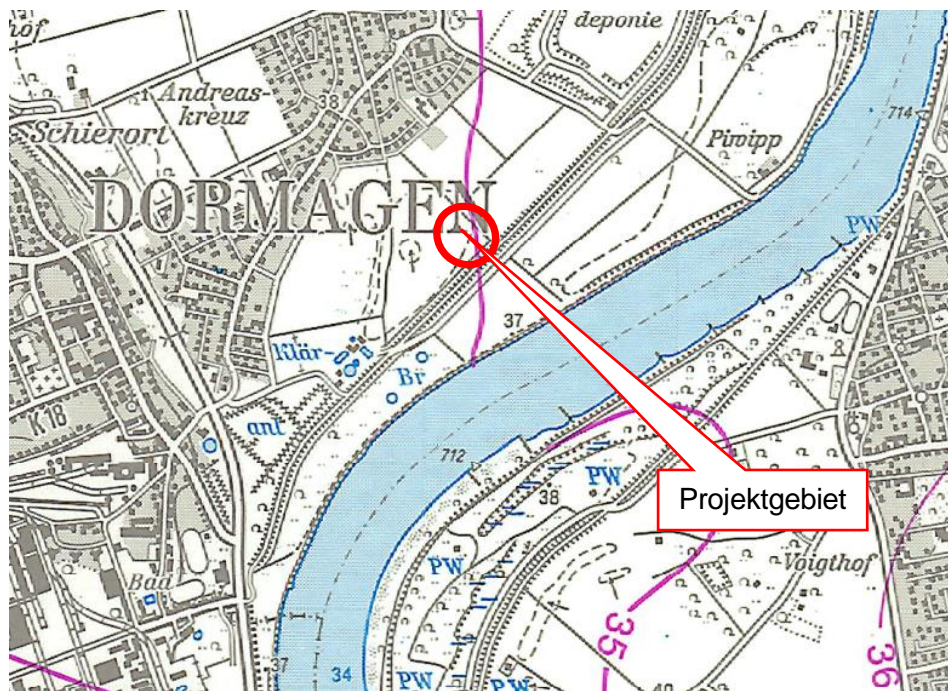 hof
deponie
Andreas-
kreuz
38
Schierort
714
Piwipp
DORMAGEN
PW
37
Klär-
Br
anl
K18
712
PW
38
Projektgebiet
Voigthof
PW
Bad
35
36
37
34
PW
PW
40